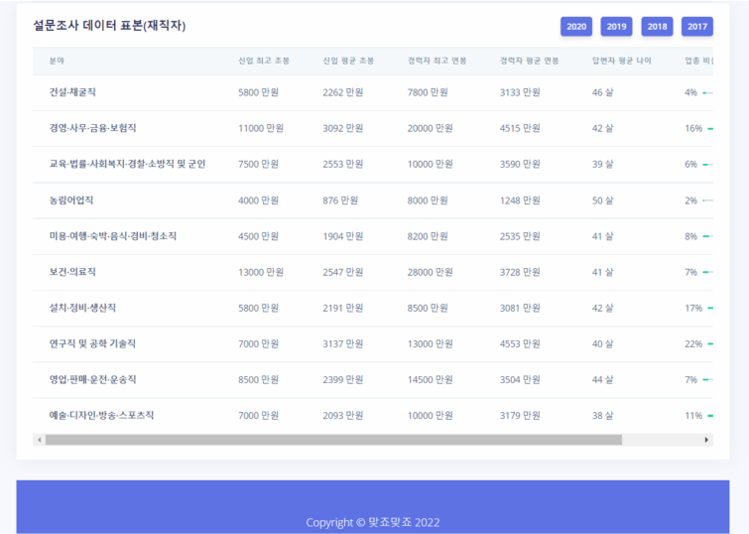 설문조사 데이터 표본(재직자) 2020 2019 2018 2017
분야 신입 최고 초봉 신입 평균 초봉 경력자 최고 연봉 경력자 평균 연봉 답변자 평균 나이 업종
건설·채굴직 5800 만원 2262 만원 7800 만원 3133 만원 46 살 4%
경영·사무·금융·보험직 11000 만원 3092 만원 20000 만원 4515 만원 42 살 16%
교육·법률·사회복지·경찰·소방직 및 군인 7500 만원 2553 만원 10000 만원 3590 만원 39 살 6%
농림어업직 4000 만원 876 만원 8000 만원 1248 만원 50 살 2%
미용·여행·숙박·음식·경비·청소직 4500 만원 1904 만원 8200 만원 2535 만원 41 살 8%
보건·의료직 13000 만원 2547 만원 28000 만원 3728 만원 41 살 7%
설치·정비·생산직 5800 만원 2191 만원 8500 만원 3081 만원 42 살 17%
연구직 및 공학 기술직 7000 만원 3137 만원 13000 만원 4553 만원 40 살 22%
영업·판매·운전·운송직 8500 만원 2399 만원 14500 만원 3504 만원 44 살 7%
예술·디자인·방송·스포츠직 7000 만원 2093 만원 10000 만원 3179 만원 38 살 11%
Copyright © 맞죠맞죠 2022